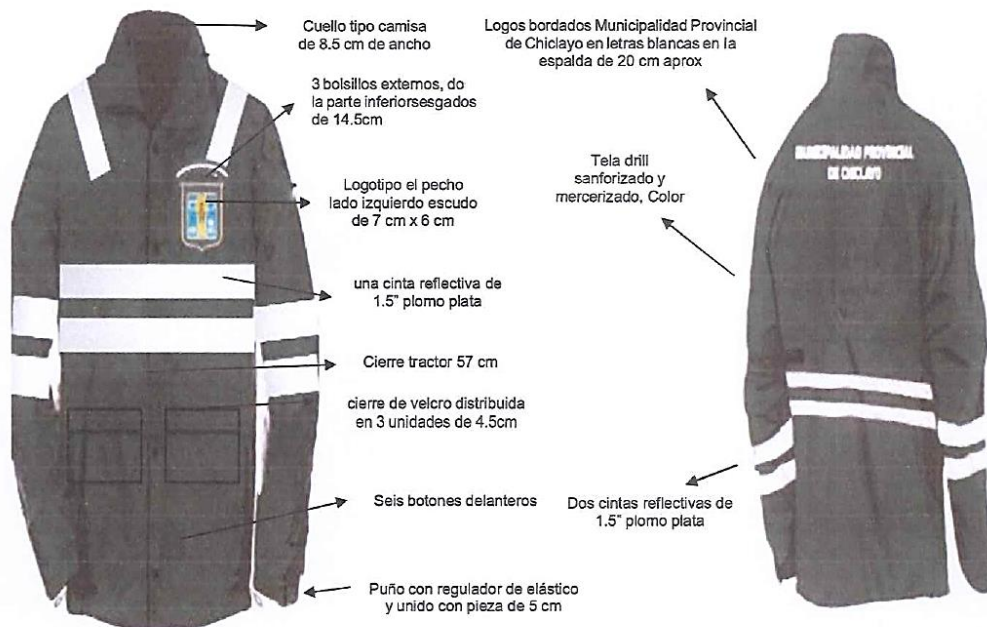 Cuello tipo camisa
de 8.5 cm de ancho
3 bolsillos externos, do
la parte inferiorsesgados
de 14.5cm
Logotipo el pecho
lado izquierdo escudo
de 7 cm x 6 cm
una cinta reflectiva de
1.5" plomo plata
Cierre tractor 57 cm
cierre de velcro distribuida
en 3 unidades de 4.5cm
Seis botones delanteros
Puño con regulador de elástico
y unido con pieza de 5 cm
Logos bordados Municipalidad Provincial
de Chiclayo en letras blancas en la
espalda de 20 cm aprox
Tela drill
sanforizado y
mercerizado, Color
MUNICIPALIDAD PROVINCIAL
DE CHICLAYO
Dos cintas reflectivas de
1.5" plomo plata